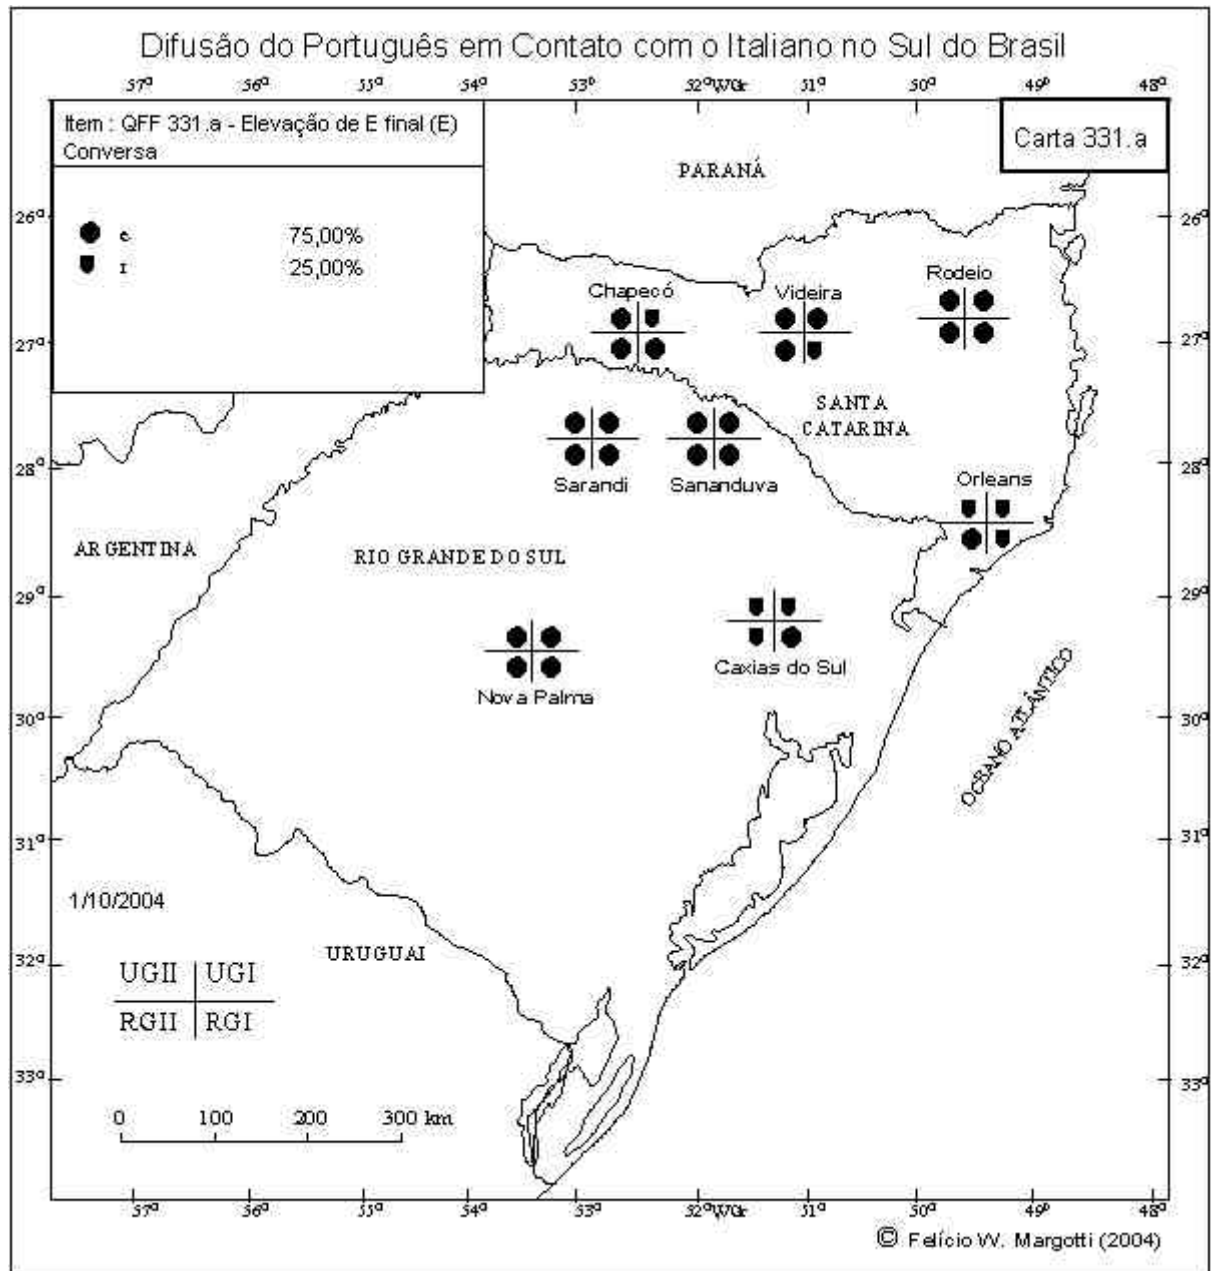 Difusão do Português em Contato com o Italiano no Sul do Brasil
57º 56º 55º 54º 53º 52º WGr 51º 50º 49º 48º
Item : QFF 331.a - Elevação de E final (E)
Conversa
Carta 331.a
e 75,00%
ɪ 25,00%
PARANÁ
26º 26º
Rodeio
Chapecó
Videira
27º 27º
SANTA
CATARINA
28º 28º
Sarandi
Sananduva
Orleans
ARGENTINA
RIO GRANDE DO SUL
29º 29º
Caxias do Sul
Nova Palma
30º 30º
OCEANO ATLÂNTICO
31º 31º
1/10/2004
URUGUAI
32º 32º
UGII UGI
RGII RGI
33º 33º
0 100 200 300 km
57º 56º 55º 54º 53º 52º WGr 51º 50º 49º 48º
© Felício W. Margotti (2004)